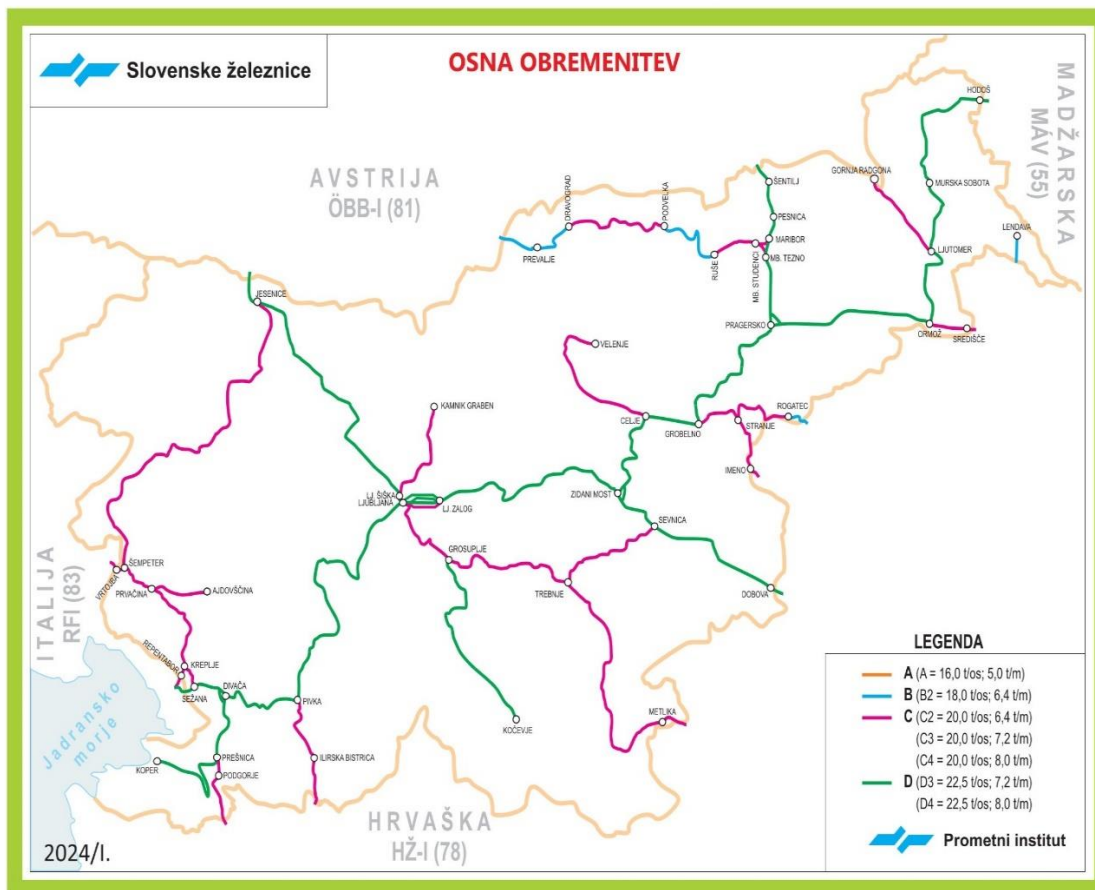 Slovenske železnice
OSNA OBREMENITEV
AVSTRIJA
ÖBB-I (81)
MADŽARSKA
MÁV (55)
ITALIJA
RFI (83)
HRVAŠKA
HŽ-I (78)
Jadransko
morje
HODOŠ
MURSKA SOBOTA
GORNJA RADGONA
LENDAVA
LJUTOMER
ORMOŽ
SREDIŠČE
ŠENTILJ
PESNICA
MARIBOR
MB. TEZNO
MB. STUDENCI
RUŠE
PODVELKA
DRAVOGRAD
PREVALJE
PRAGERSKO
JESENICE
VELENJE
KAMNIK GRABEN
CELJE
GROBELNO
ROGATEC
STRANJE
IMENO
LJ. ŠIŠKA
LJUBLJANA
LJ. ZALOG
ZIDANI MOST
SEVNICA
GROSUPLJE
TREBNJE
DOBOVA
ŠEMPETER
VRTOJBA
PRVAČINA
AJDOVŠČINA
REPENTABOR
KREPLJE
SEŽANA
DIVAČA
PIVKA
KOČEVJE
METLIKA
PREŠNICA
KOPER
PODGORJE
ILIRSKA BISTRICA
LEGENDA
A (A = 16,0 t/os; 5,0 t/m)
B (B2 = 18,0 t/os; 6,4 t/m)
C (C2 = 20,0 t/os; 6,4 t/m)
(C3 = 20,0 t/os; 7,2 t/m)
(C4 = 20,0 t/os; 8,0 t/m)
D (D3 = 22,5 t/os; 7,2 t/m)
(D4 = 22,5 t/os; 8,0 t/m)
Prometni institut
2024/I.